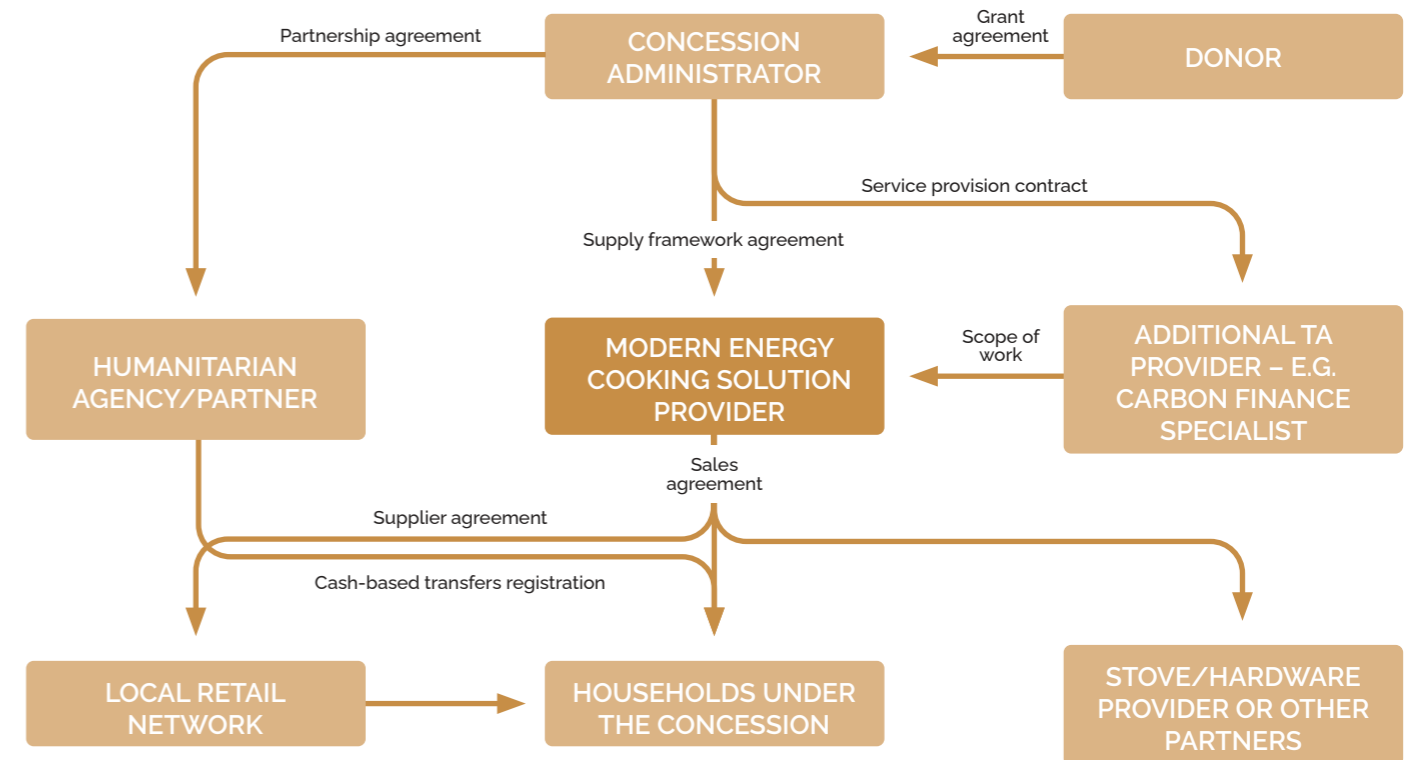 Partnership agreement
CONCESSION
ADMINISTRATOR
Grant
agreement
DONOR
Service provision contract
Supply framework agreement
HUMANITARIAN
AGENCY/PARTNER
MODERN ENERGY
COOKING SOLUTION
PROVIDER
Scope of
work
ADDITIONAL TA
PROVIDER – E.G.
CARBON FINANCE
SPECIALIST
Sales
agreement
Supplier agreement
Cash-based transfers registration
LOCAL RETAIL
NETWORK
HOUSEHOLDS UNDER
THE CONCESSION
STOVE/HARDWARE
PROVIDER OR OTHER
PARTNERS